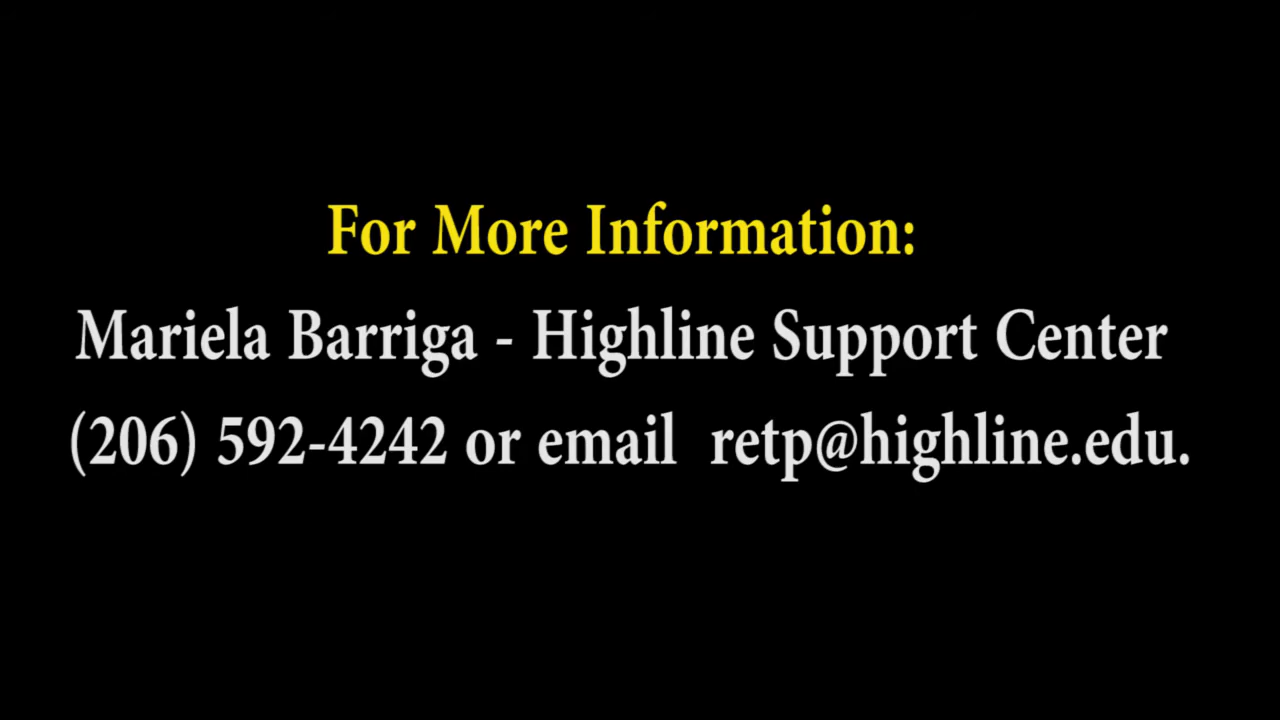 For More Information:
Mariela Barriga - Highline Support Center
(206) 592-4242 or email  retp@highline.edu.